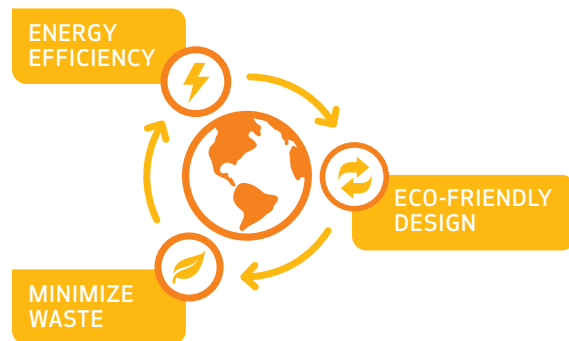 ENERGY
EFFICIENCY
ECO-FRIENDLY
DESIGN
MINIMIZE
WASTE